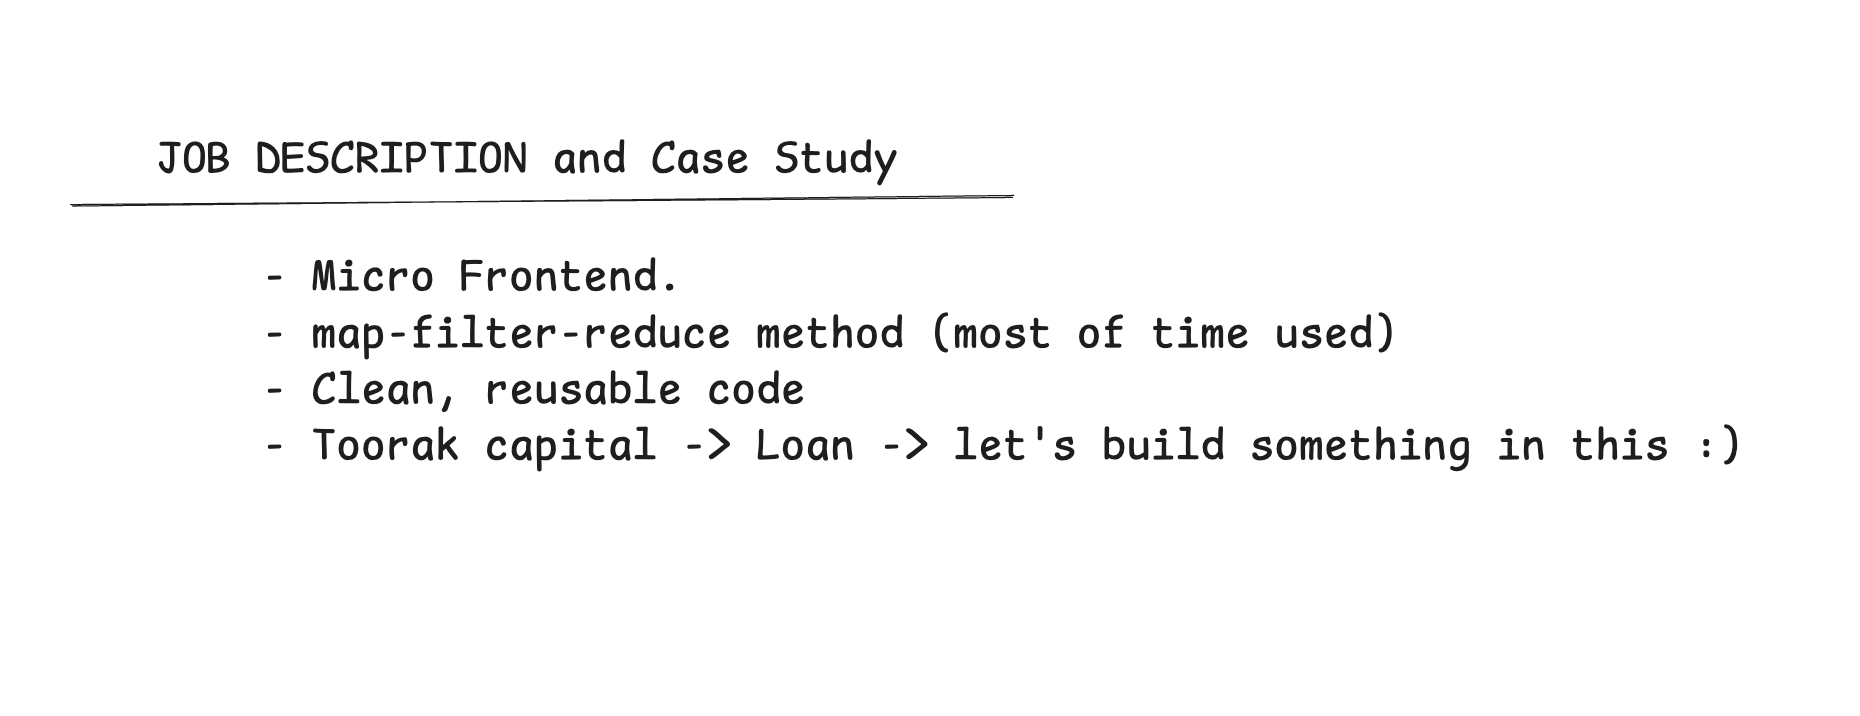 JOB DESCRIPTION and Case Study
- Micro Frontend.
- map-filter-reduce method (most of time used)
- Clean, reusable code
- Toorak capital -> Loan -> let's build something in this :)